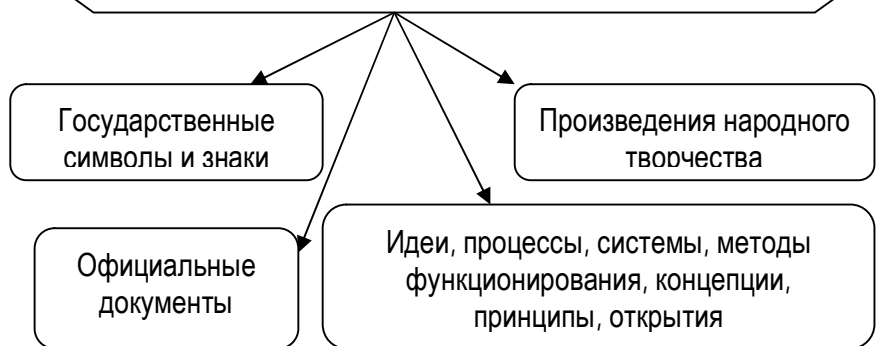 Государственные
символы и знаки
Произведения народного
творчества
Официальные
документы
Идеи, процессы, системы, методы
функционирования, концепции,
принципы, открытия